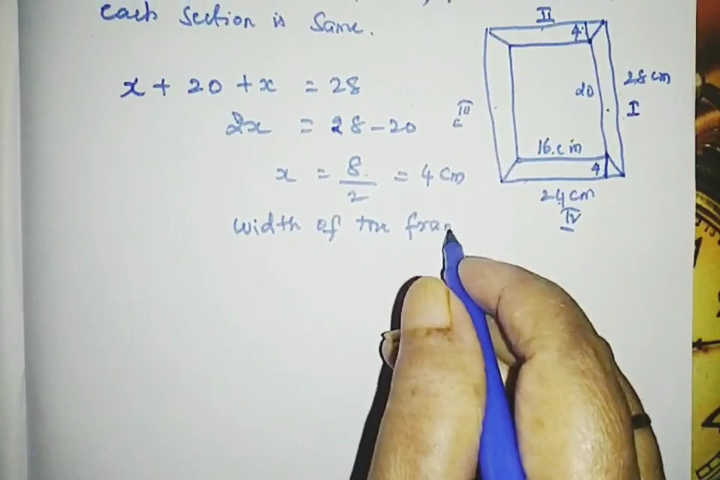 each section is same.
x + 20 + x = 28
2x = 28 - 20
x = 8/2 = 4 cm
width of the fra
II
4
28 cm
20
III
I
16 cm
4
24 cm
IV